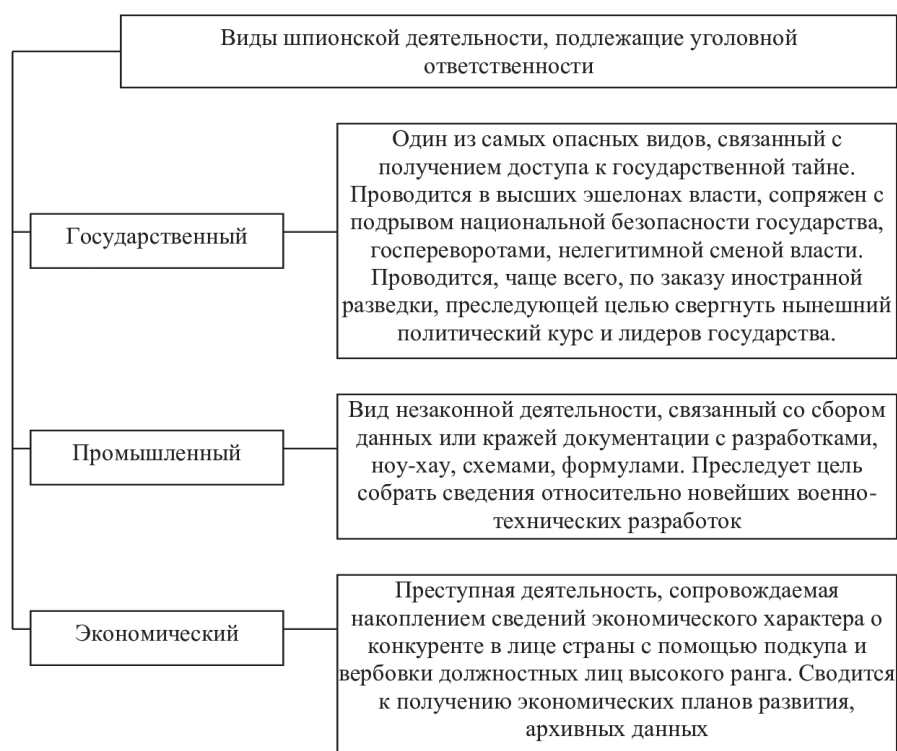 Виды шпионской деятельности, подлежащие уголовной
ответственности
Государственный
Один из самых опасных видов, связанный с
получением доступа к государственной тайне.
Проводится в высших эшелонах власти, сопряжен с
подрывом национальной безопасности государства,
госпереворотами, нелегитимной сменой власти.
Проводится, чаще всего, по заказу иностранной
разведки, преследующей целью свергнуть нынешний
политический курс и лидеров государства.
Промышленный
Вид незаконной деятельности, связанный со сбором
данных или кражей документации с разработками,
ноу-хау, схемами, формулами. Преследует цель
собрать сведения относительно новейших военно-
технических разработок
Экономический
Преступная деятельность, сопровождаемая
накоплением сведений экономического характера о
конкуренте в лице страны с помощью подкупа и
вербовки должностных лиц высокого ранга. Сводится
к получению экономических планов развития,
архивных данных